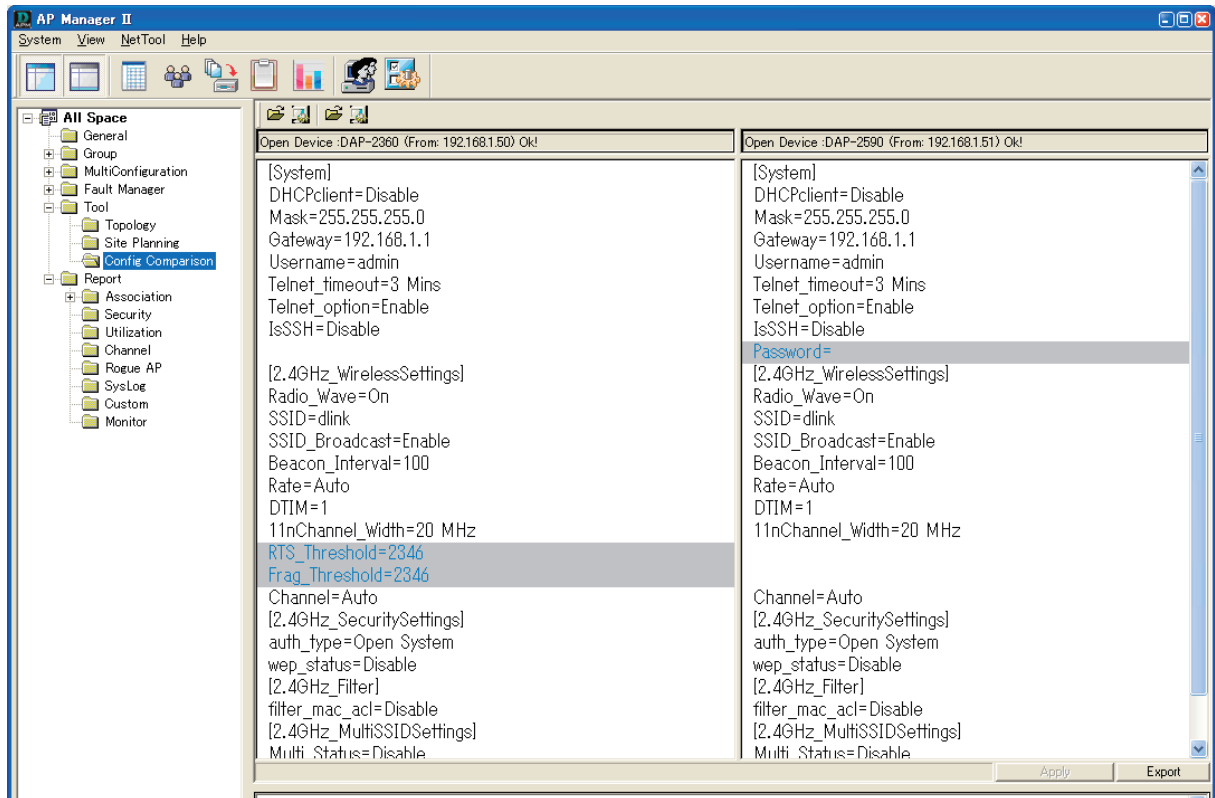 AP Manager II
System View NetTool Help
All Space
General
Group
MultiConfiguration
Fault Manager
Tool
Topology
Site Planning
Config Comparison
Report
Association
Security
Utilization
Channel
Rogue AP
SysLog
Custom
Monitor
Open Device :DAP-2360 (From: 192.168.1.50) Ok!
[System]
DHCPclient=Disable
Mask=255.255.255.0
Gateway=192.168.1.1
Username=admin
Telnet_timeout=3 Mins
Telnet_option=Enable
IsSSH=Disable
[2.4GHz_WirelessSettings]
Radio_Wave=On
SSID=dlink
SSID_Broadcast=Enable
Beacon_Interval=100
Rate=Auto
DTIM=1
11nChannel_Width=20 MHz
RTS_Threshold=2346
Frag_Threshold=2346
Channel=Auto
[2.4GHz_SecuritySettings]
auth_type=Open System
wep_status=Disable
[2.4GHz_Filter]
filter_mac_acl=Disable
[2.4GHz_MultiSSIDSettings]
Multi_Status=Disable
Open Device :DAP-2590 (From: 192.168.1.51) Ok!
[System]
DHCPclient=Disable
Mask=255.255.255.0
Gateway=192.168.1.1
Username=admin
Telnet_timeout=3 Mins
Telnet_option=Enable
IsSSH=Disable
Password=
[2.4GHz_WirelessSettings]
Radio_Wave=On
SSID=dlink
SSID_Broadcast=Enable
Beacon_Interval=100
Rate=Auto
DTIM=1
11nChannel_Width=20 MHz
Channel=Auto
[2.4GHz_SecuritySettings]
auth_type=Open System
wep_status=Disable
[2.4GHz_Filter]
filter_mac_acl=Disable
[2.4GHz_MultiSSIDSettings]
Multi_Status=Disable
Apply Export